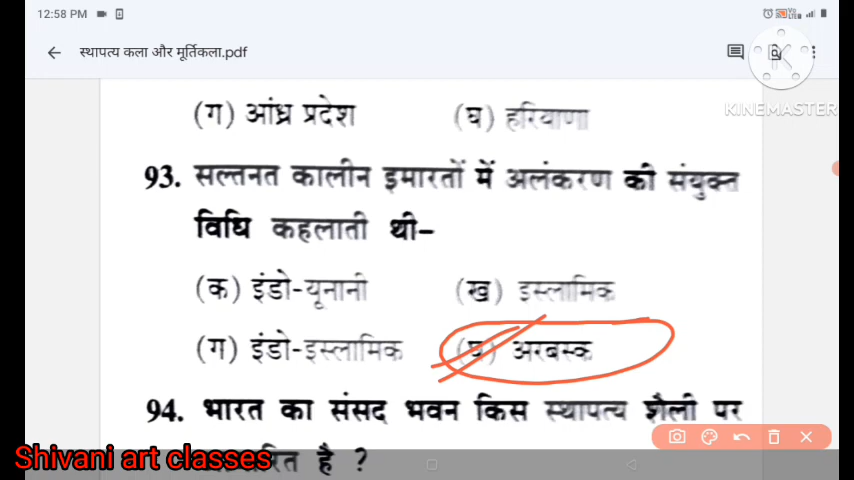 12:58 PM
स्थापत्य कला और मूर्तिकला.pdf
KINEMASTER
(ग) आंध्र प्रदेश (घ) हरियाणा
93. सल्तनत कालीन इमारतों में अलंकरण की संयुक्त
विधि कहलाती थी–
(क) इंडो-यूनानी (ख) इस्लामिक
(ग) इंडो-इस्लामिक (घ) अरबस्क
94. भारत का संसद भवन किस स्थापत्य शैली पर
है ?
Shivani art classes